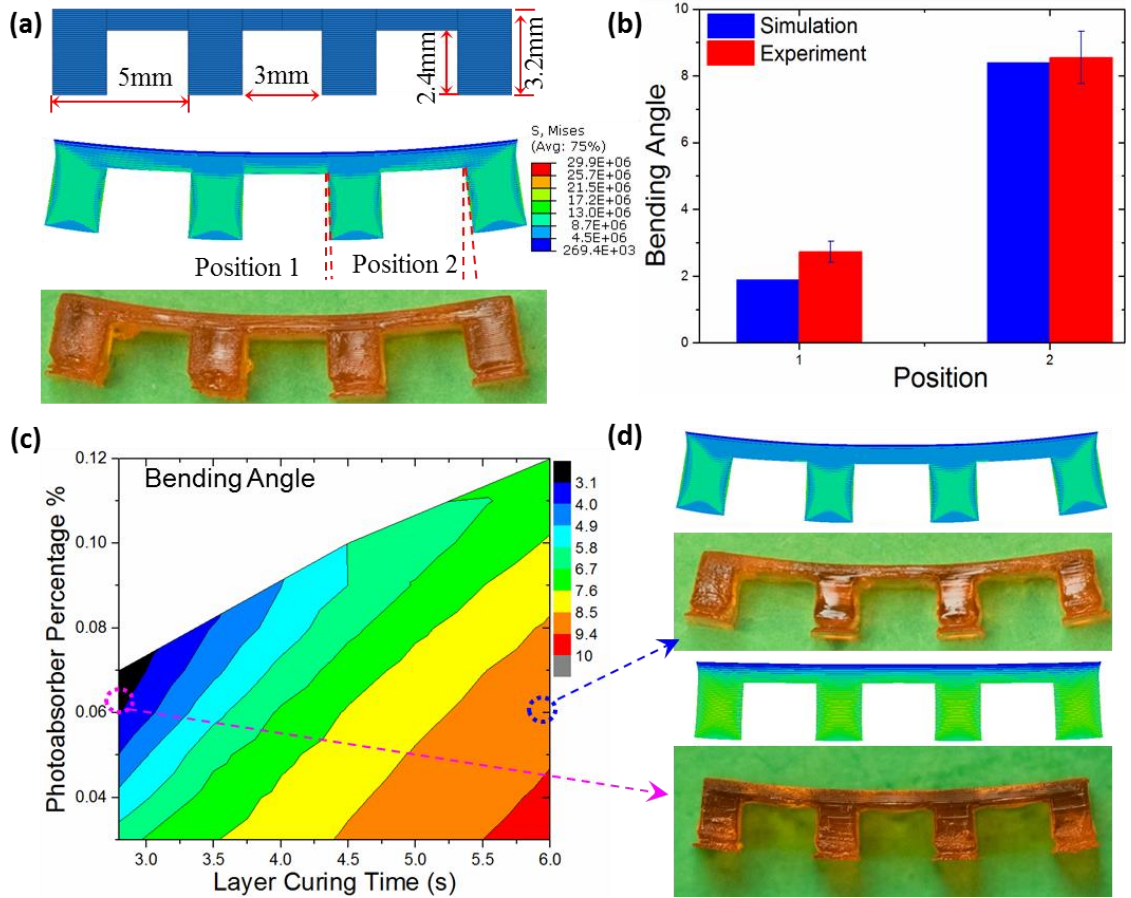 (a)
5mm
3mm
2.4mm
3.2mm
S, Mises
(Avg: 75%)
29.9E+06
25.7E+06
21.5E+06
17.2E+06
13.0E+06
8.7E+06
4.5E+06
269.4E+03
Position 1
Position 2
(b)
Simulation
Experiment
Bending Angle
10
8
6
4
2
0
1
2
Position
(c)
Bending Angle
Photoabsorber Percentage %
0.12
0.10
0.08
0.06
0.04
3.0
3.5
4.0
4.5
5.0
5.5
6.0
Layer Curing Time (s)
3.1
4.0
4.9
5.8
6.7
7.6
8.5
9.4
10
(d)